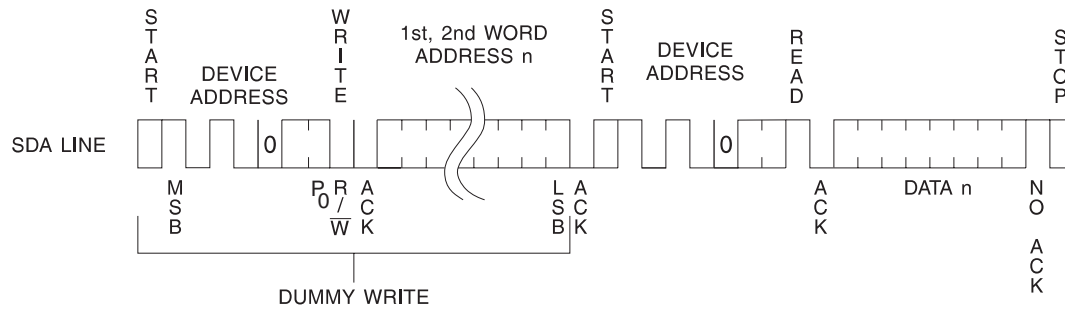 START
WRITE
1st, 2nd WORD
ADDRESS n
START
DEVICE
ADDRESS
READ
STOP
DEVICE
ADDRESS
SDA LINE
0
0
MSB
P0
R/W
ACK
LSB
ACK
ACK
DATA n
NO ACK
DUMMY WRITE